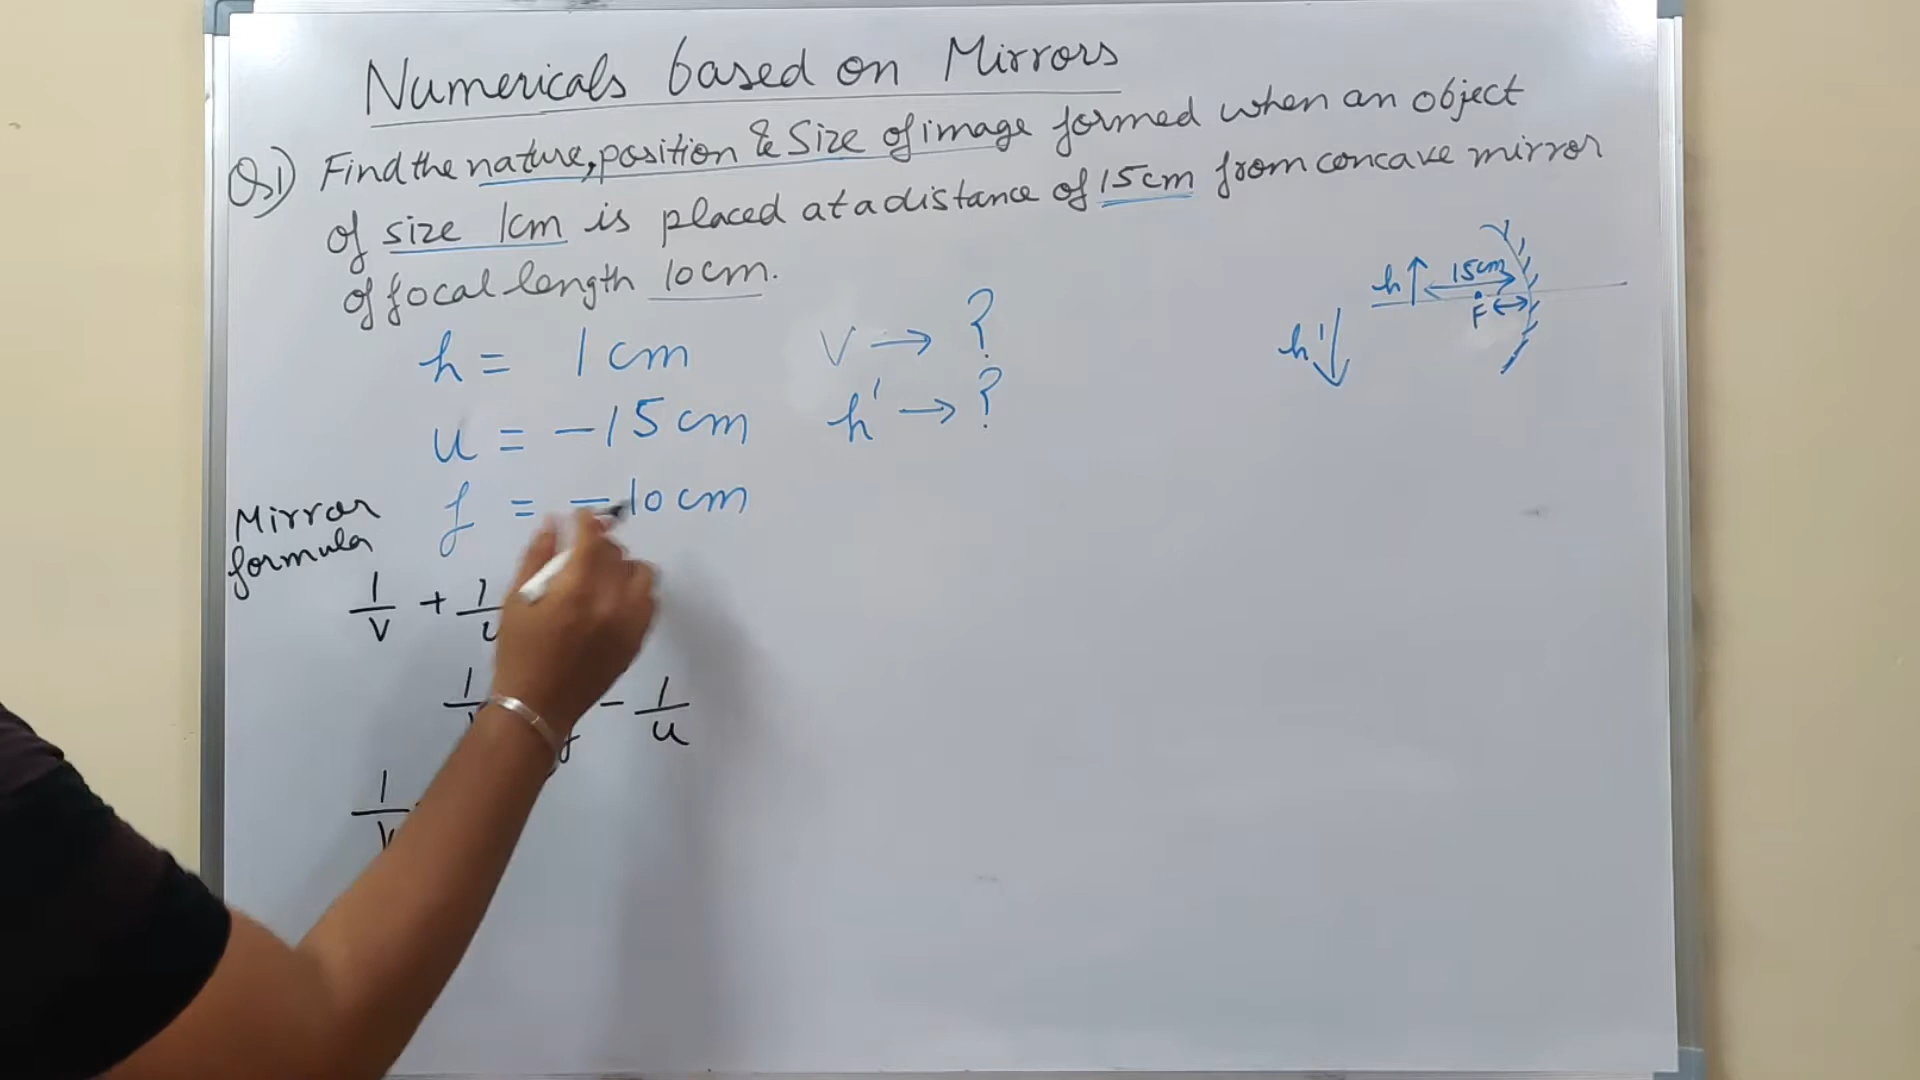 Numericals based on Mirrors
Q1) Find the nature, position & Size of image formed when an object
of size 1cm is placed at a distance of 15cm from concave mirror
of focal length 10cm.
h = 1 cm
u = -15 cm
f = -10 cm
v → ?
h' → ?
h 15cm
F
h'
Mirror
formula
1/v + 1/u
1/ - 1/u
1/v